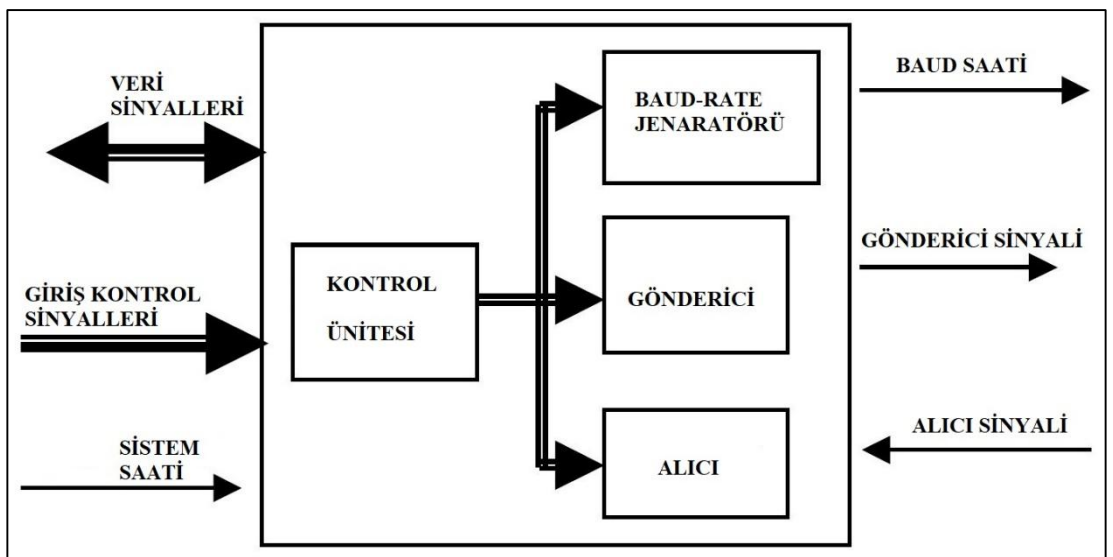 VERİ
SİNYALLERİ
GİRİŞ KONTROL
SİNYALLERİ
SİSTEM
SAATİ
KONTROL
ÜNİTESİ
BAUD-RATE
JENARATÖRÜ
GÖNDERİCİ
ALICI
BAUD SAATİ
GÖNDERİCİ SİNYALİ
ALICI SİNYALİ